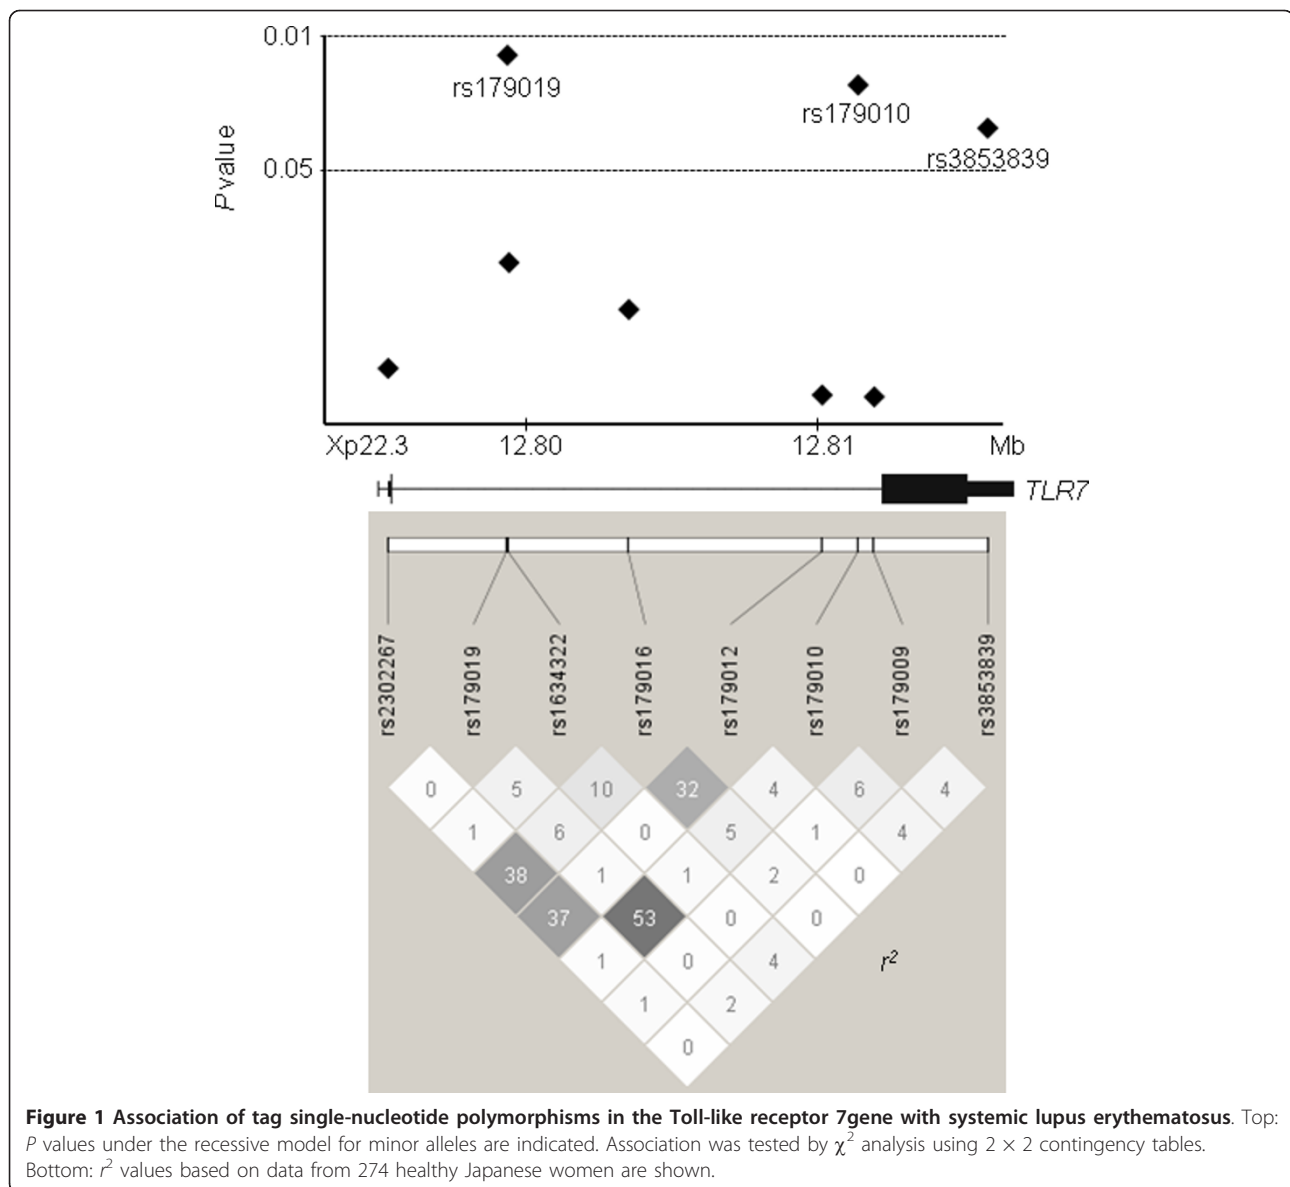 0.01
rs179019
rs179010
rs3853839
0.05
P value
Xp22.3 12.80 12.81 Mb
TLR7
rs2302267 rs179019 rs1634322 rs179016 rs179012 rs179010 rs179009 rs3853839
0 5 10 32 4 6 4
1 6 0 5 1 4
38 1 1 2 0
37 53 0 0
1 0 4
r²
1 2
0
Figure 1 Association of tag single-nucleotide polymorphisms in the Toll-like receptor 7gene with systemic lupus erythematosus. Top:
P values under the recessive model for minor alleles are indicated. Association was tested by χ² analysis using 2 × 2 contingency tables.
Bottom: r² values based on data from 274 healthy Japanese women are shown.